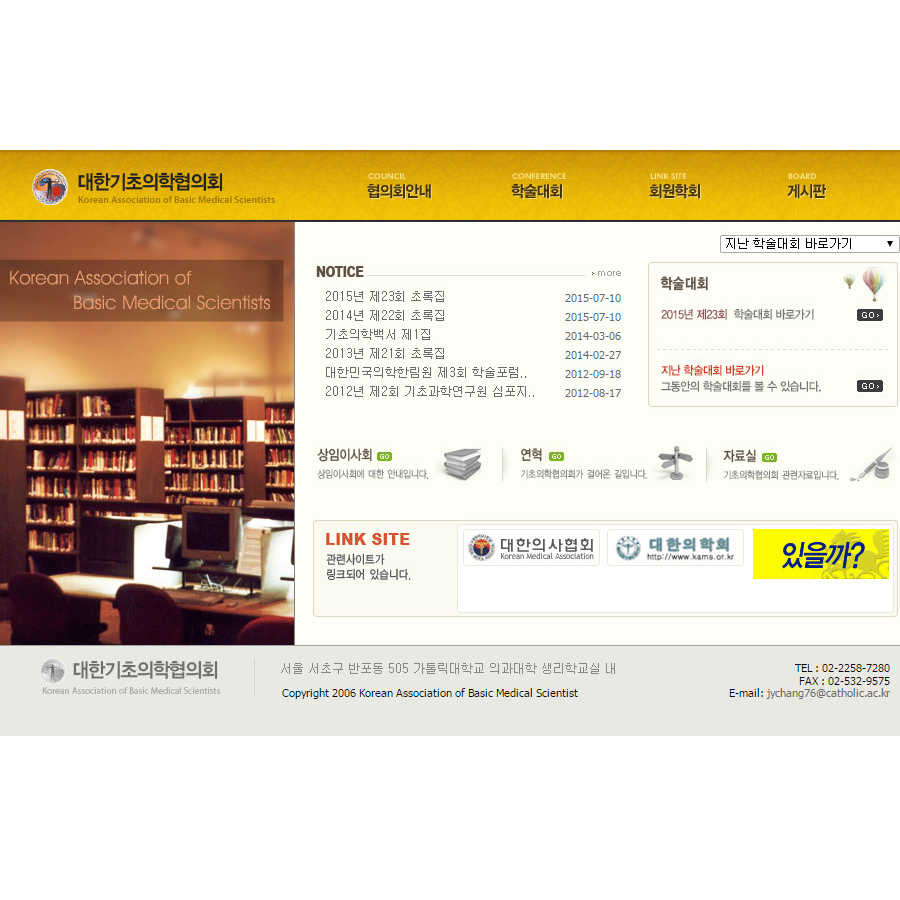 대한기초의학협의회
Korean Association of Basic Medical Scientists
COUNCIL
협의회안내
CONFERENCE
학술대회
LINK SITE
회원학회
BOARD
게시판
Korean Association of
Basic Medical Scientists
지난 학술대회 바로가기
NOTICE
more
2015년 제23회 초록집 2015-07-10
2014년 제22회 초록집 2015-07-10
기초의학백서 제1집 2014-03-06
2013년 제21회 초록집 2014-02-27
대한민국의학한림원 제3회 학술포럼.. 2012-09-18
2012년 제2회 기초과학연구원 심포지.. 2012-08-17
학술대회
2015년 제23회 학술대회 바로가기 GO
지난 학술대회 바로가기
그동안의 학술대회를 볼 수 있습니다. GO
상임이사회 GO
상임이사회에 대한 안내입니다.
연혁 GO
기초의학협의회가 걸어온 길입니다.
자료실 GO
기초의학협의회 관련자료입니다.
LINK SITE
관련사이트가
링크되어 있습니다.
대한의사협회
Korean Medical Association
대한의학회
http://www.kams.or.kr
있을까?
대한기초의학협의회
Korean Association of Basic Medical Scientists
서울 서초구 반포동 505 가톨릭대학교 의과대학 생리학교실 내
Copyright 2006 Korean Association of Basic Medical Scientist
TEL : 02-2258-7280
FAX : 02-532-9575
E-mail: jychang76@catholic.ac.kr